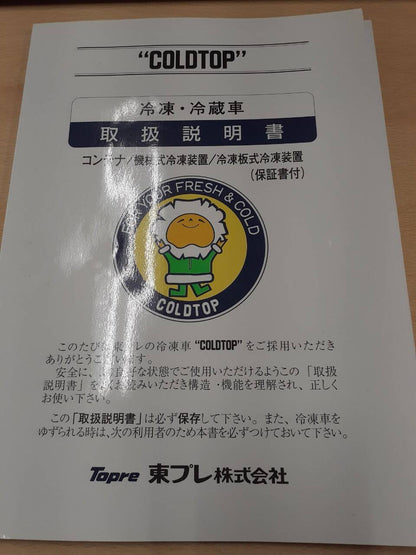 “COLDTOP”
冷凍・冷蔵車
取扱説明書
コンテナ/機械式冷凍装置/冷凍板式冷凍装置
(保証書付)
FOR YOUR FRESH & COLD
COLDTOP
このたびは東プレの冷凍車“COLDTOP”をご採用いただき
ありがとうございます。
安全に、良好な状態でご使用いただけるようこの「取扱
説明書」をよくお読みいただき構造・機能を理解され、正しく
お使い下さい。
この「取扱説明書」は必ず保存して下さい。また、冷凍車を
ゆずられる時は、次の利用者のため本書を必ずつけておいて下さい。
Topre 東プレ株式会社